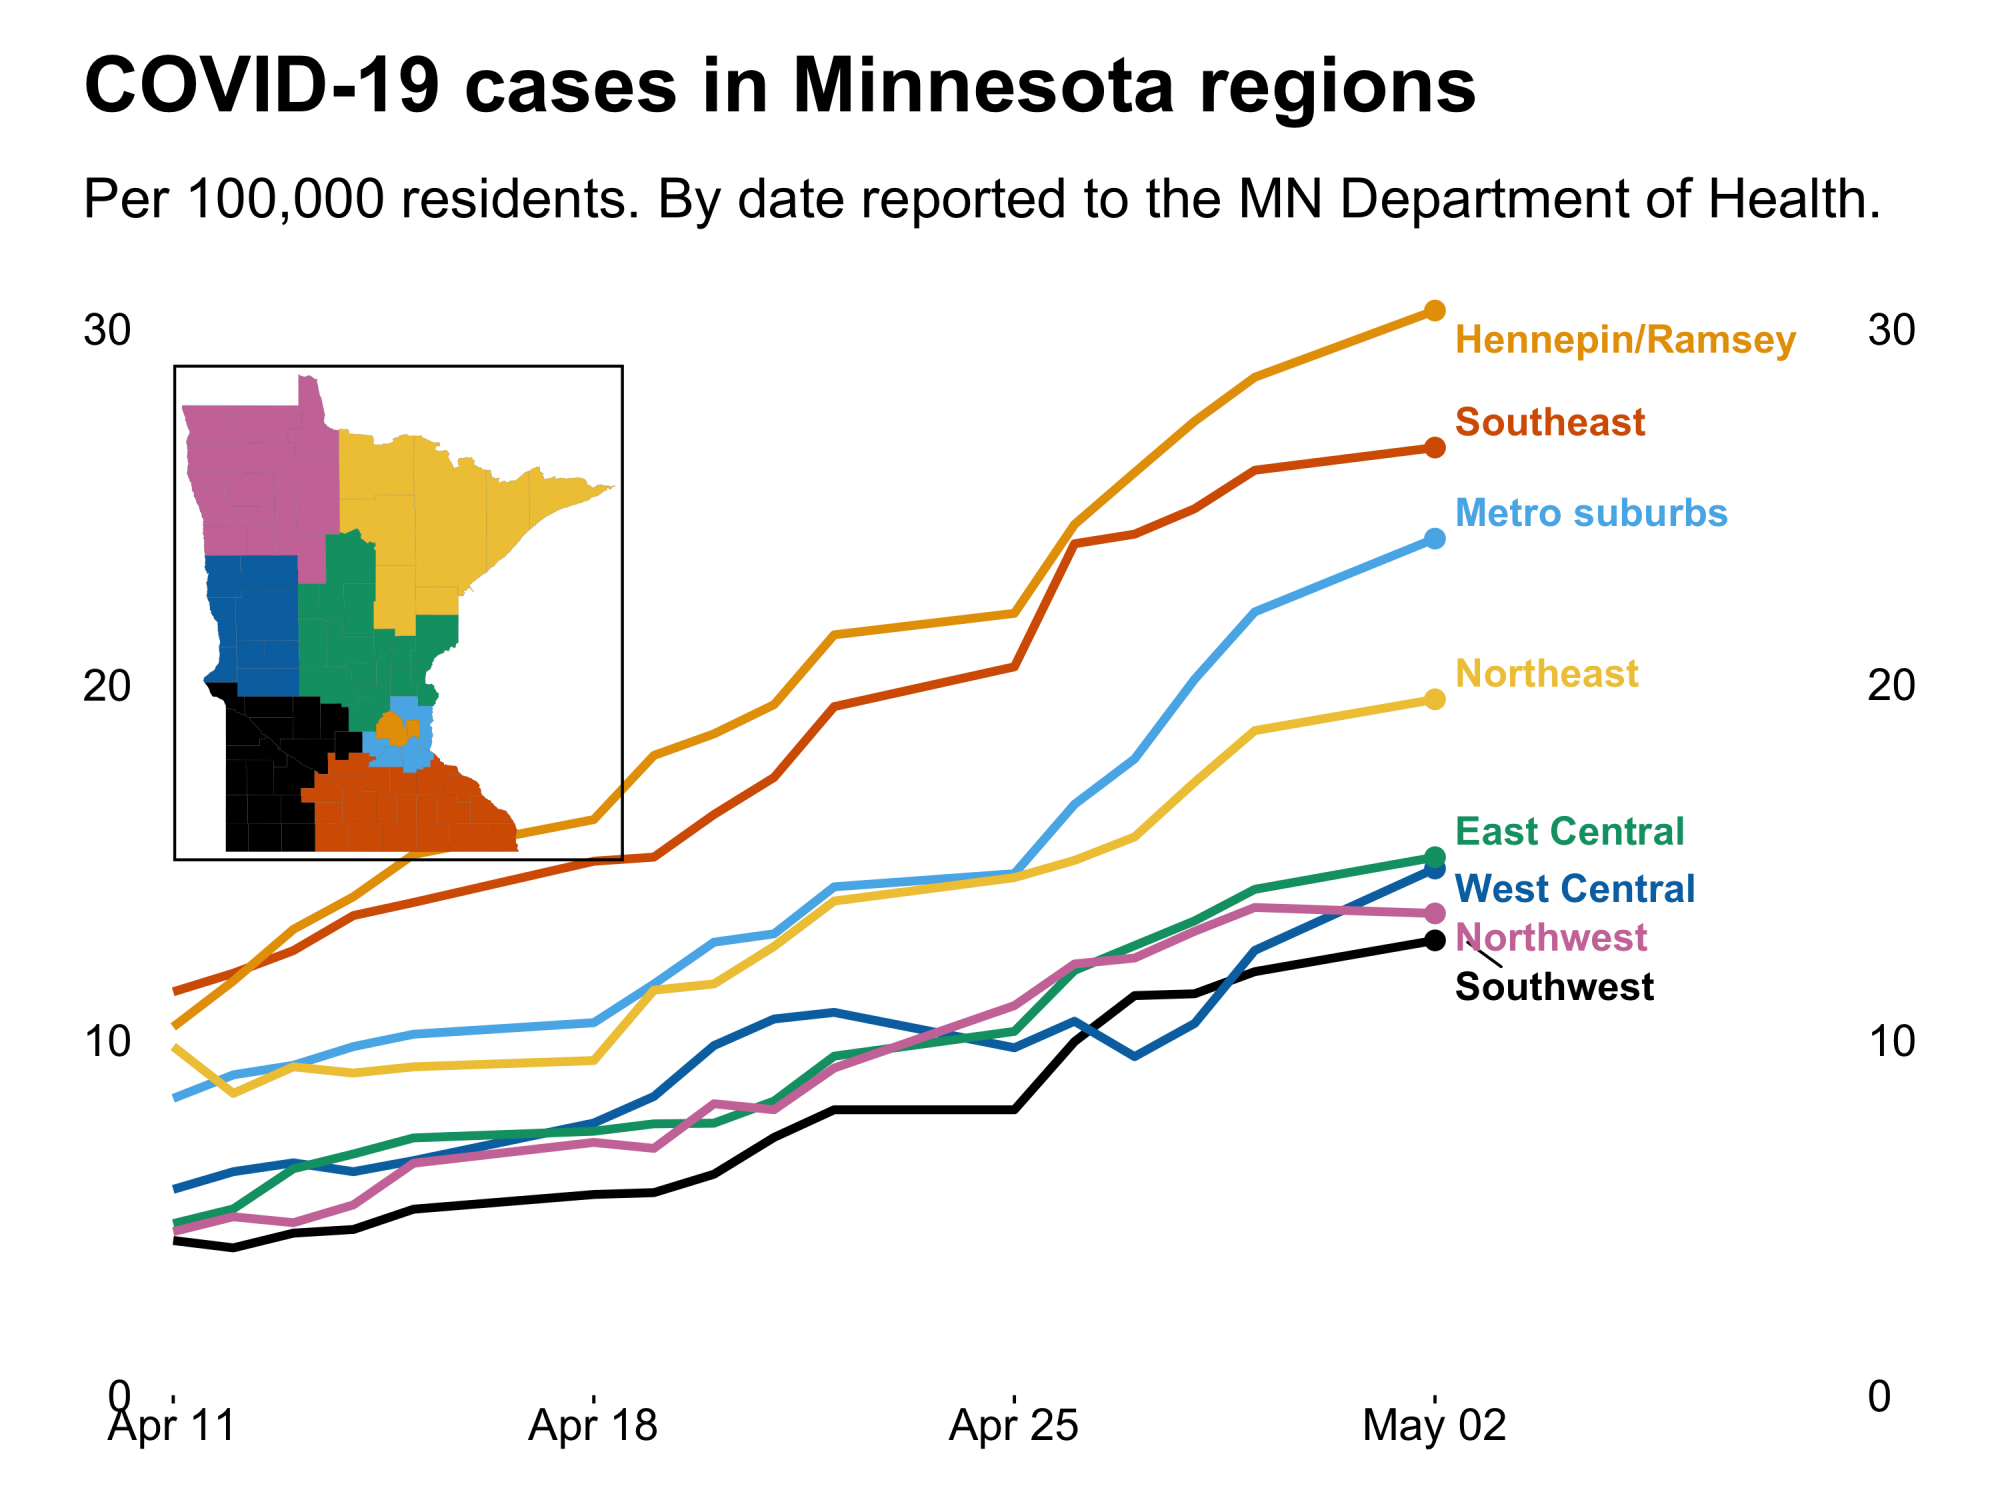 COVID-19 cases in Minnesota regions
Per 100,000 residents. By date reported to the MN Department of Health.
30
30
Hennepin/Ramsey
Southeast
Metro suburbs
Northeast
20
20
East Central
West Central
Northwest
Southwest
10
10
0
0
Apr 11
Apr 18
Apr 25
May 02